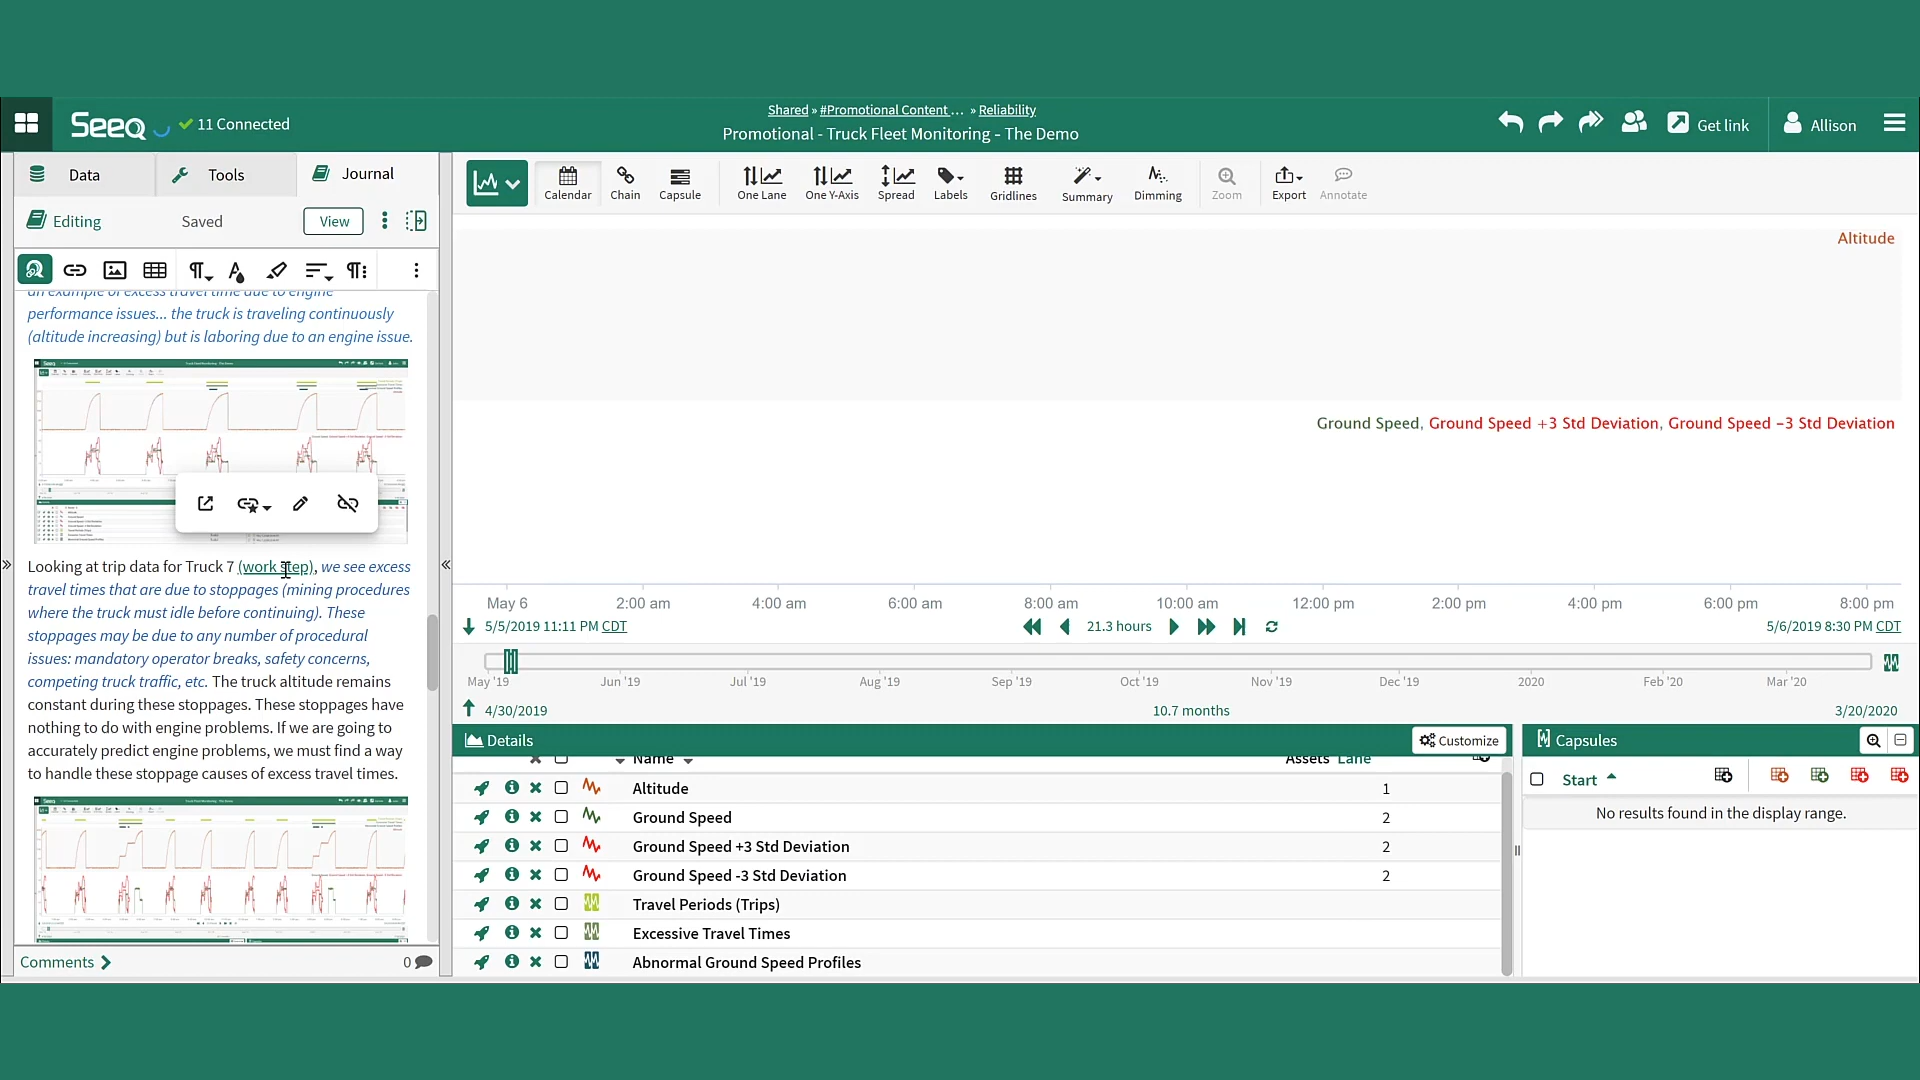 Seeq
11 Connected
Shared » #Promotional Content ... » Reliability
Promotional - Truck Fleet Monitoring - The Demo
Get link
Allison
Data
Tools
Journal
Editing
Saved
View
Calendar
Chain
Capsule
One Lane
One Y-Axis
Spread
Labels
Gridlines
Summary
Dimming
Zoom
Export
Annotate
an example of excess travel time due to engine
performance issues... the truck is traveling continuously
(altitude increasing) but is laboring due to an engine issue.
Looking at trip data for Truck 7 (work step), we see excess
travel times that are due to stoppages (mining procedures
where the truck must idle before continuing). These
stoppages may be due to any number of procedural
issues: mandatory operator breaks, safety concerns,
competing truck traffic, etc. The truck altitude remains
constant during these stoppages. These stoppages have
nothing to do with engine problems. If we are going to
accurately predict engine problems, we must find a way
to handle these stoppage causes of excess travel times.
Comments
0
Altitude
Ground Speed, Ground Speed +3 Std Deviation, Ground Speed -3 Std Deviation
May 6 2:00 am 4:00 am 6:00 am 8:00 am 10:00 am 12:00 pm 2:00 pm 4:00 pm 6:00 pm 8:00 pm
5/5/2019 11:11 PM CDT
21.3 hours
5/6/2019 8:30 PM CDT
May '19 Jun '19 Jul '19 Aug '19 Sep '19 Oct '19 Nov '19 Dec '19 2020 Feb '20 Mar '20
4/30/2019
10.7 months
3/20/2020
Details
Customize
Name Assets Lane
Altitude 1
Ground Speed 2
Ground Speed +3 Std Deviation 2
Ground Speed -3 Std Deviation 2
Travel Periods (Trips)
Excessive Travel Times
Abnormal Ground Speed Profiles
Capsules
Start
No results found in the display range.